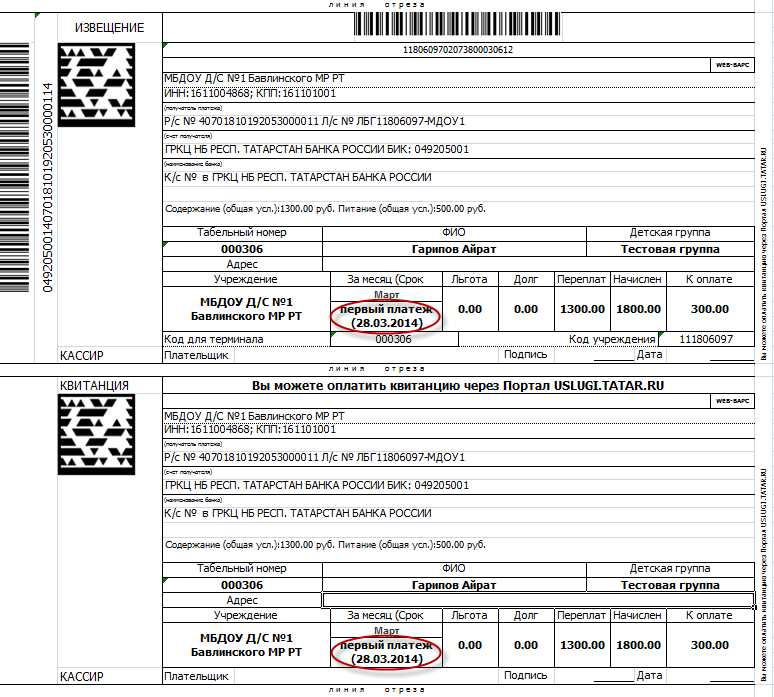 линия отреза
ИЗВЕЩЕНИЕ
1180609702073800030612
WEB-БАРС
МБДОУ Д/С №1 Бавлинского МР РТ
ИНН:1611004868; КПП:161101001
(получатель платежа)
Р/с № 40701810192053000011 Л/с № ЛБГ11806097-МДОУ1
(счет получателя)
ГРКЦ НБ РЕСП. ТАТАРСТАН БАНКА РОССИИ БИК: 049205001
(наименование банка)
К/с № в ГРКЦ НБ РЕСП. ТАТАРСТАН БАНКА РОССИИ
Содержание (общая усл.):1300.00 руб. Питание (общая усл.):500.00 руб.
Табельный номер ФИО Детская группа
000306 Гарипов Айрат Тестовая группа
Адрес
Учреждение За месяц (Срок Льгота Долг Переплат Начислен К оплате
МБДОУ Д/С №1 Бавлинского МР РТ Март первый платеж (28.03.2014) 0.00 0.00 1300.00 1800.00 300.00
Код для терминала 000306 Код учреждения 111806097
КАССИР Плательщик Подпись Дата
04920500140701810192053000114
Вы можете оплатить квитанцию через Портал USLUGI.TATAR.RU
линия отреза
КВИТАНЦИЯ Вы можете оплатить квитанцию через Портал USLUGI.TATAR.RU
WEB-БАРС
МБДОУ Д/С №1 Бавлинского МР РТ
ИНН:1611004868; КПП:161101001
(получатель платежа)
Р/с № 40701810192053000011 Л/с № ЛБГ11806097-МДОУ1
(счет получателя)
ГРКЦ НБ РЕСП. ТАТАРСТАН БАНКА РОССИИ БИК: 049205001
(наименование банка)
К/с № в ГРКЦ НБ РЕСП. ТАТАРСТАН БАНКА РОССИИ
Содержание (общая усл.):1300.00 руб. Питание (общая усл.):500.00 руб.
Табельный номер ФИО Детская группа
000306 Гарипов Айрат Тестовая группа
Адрес
Учреждение За месяц (Срок Льгота Долг Переплат Начислен К оплате
МБДОУ Д/С №1 Бавлинского МР РТ Март первый платеж (28.03.2014) 0.00 0.00 1300.00 1800.00 300.00
КАССИР Плательщик Подпись Дата
Вы можете оплатить квитанцию через Портал USLUGI.TATAR.RU
линия отреза